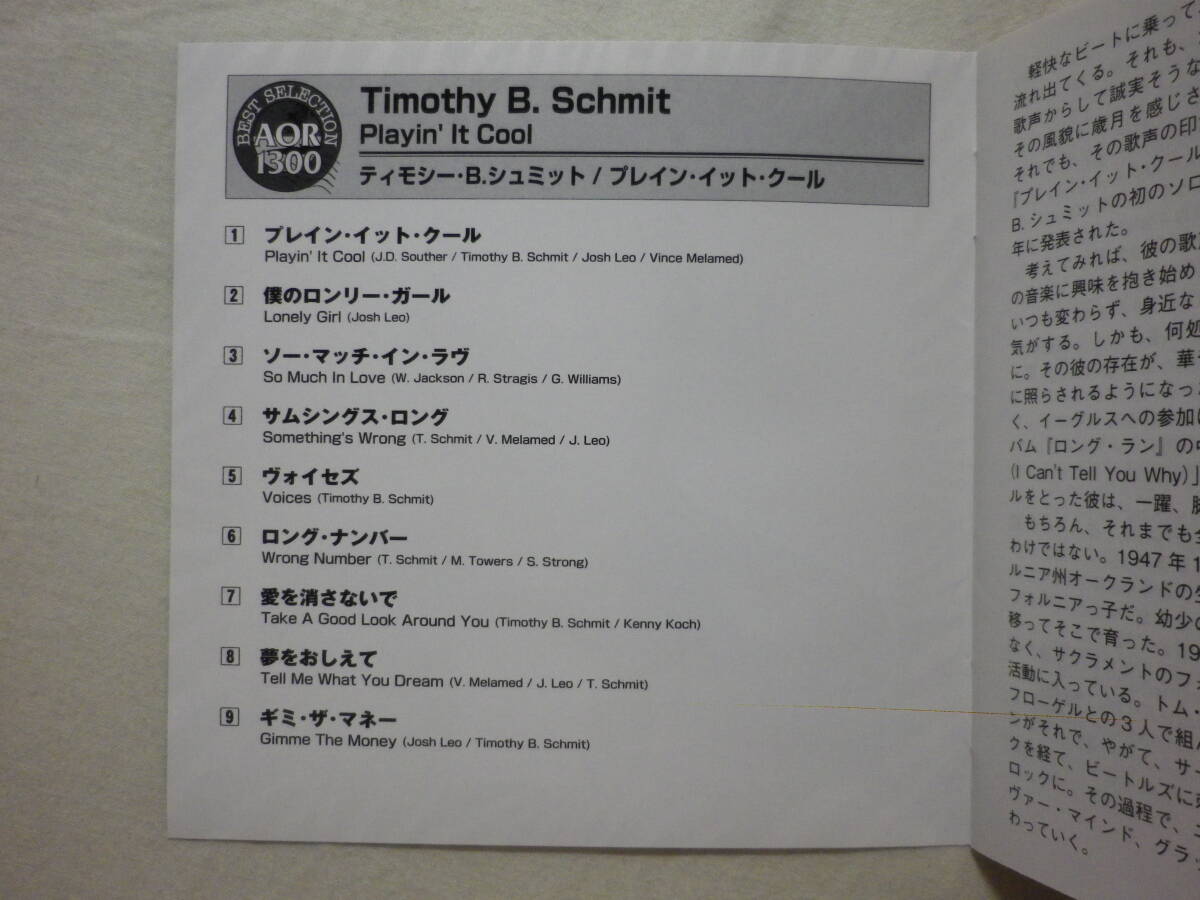 BEST SELECTION
AOR
1300
Timothy B. Schmit
Playin' It Cool
ティモシー・B.シュミット / プレイン・イット・クール
1 プレイン・イット・クール
Playin' It Cool (J.D. Souther / Timothy B. Schmit / Josh Leo / Vince Melamed)
2 僕のロンリー・ガール
Lonely Girl (Josh Leo)
3 ソー・マッチ・イン・ラヴ
So Much In Love (W. Jackson / R. Stragis / G. Williams)
4 サムシングス・ロング
Something's Wrong (T. Schmit / V. Melamed / J. Leo)
5 ヴォイセズ
Voices (Timothy B. Schmit)
6 ロング・ナンバー
Wrong Number (T. Schmit / M. Towers / S. Strong)
7 愛を消さないで
Take A Good Look Around You (Timothy B. Schmit / Kenny Koch)
8 夢をおしえて
Tell Me What You Dream (V. Melamed / J. Leo / T. Schmit)
9 ギミ・ザ・マネー
Gimme The Money (Josh Leo / Timothy B. Schmit)
軽快なビートに乗って
流れ出てくる。それも、
歌声からして誠実そうな
その風貌に歳月を感じさ
それでも、その歌声の印
『プレイン・イット・クール
B.シュミットの初のソロ
年に発表された。
考えてみれば、彼の歌
の音楽に興味を抱き始め
いつも変わらず、身近な
気がする。しかも、何処
に。その彼の存在が、華
に照らされるようになっ
く、イーグルスへの参加
バム『ロング・ラン』の
(I Can't Tell You Why)」
ルをとった彼は、一躍、
もちろん、それまでも
わけではない。1947年1
ルニア州オークランドの
フォルニアっ子だ。幼少の
移ってそこで育った。19
なく、サクラメントのフォ
活動に入っている。トム・
フローゲルとの3人で組
ンがそれで、やがて、サー
クを経て、ビートルズに
ロックに。その過程で、
ヴァー・マインド、グラッ
わっていく。